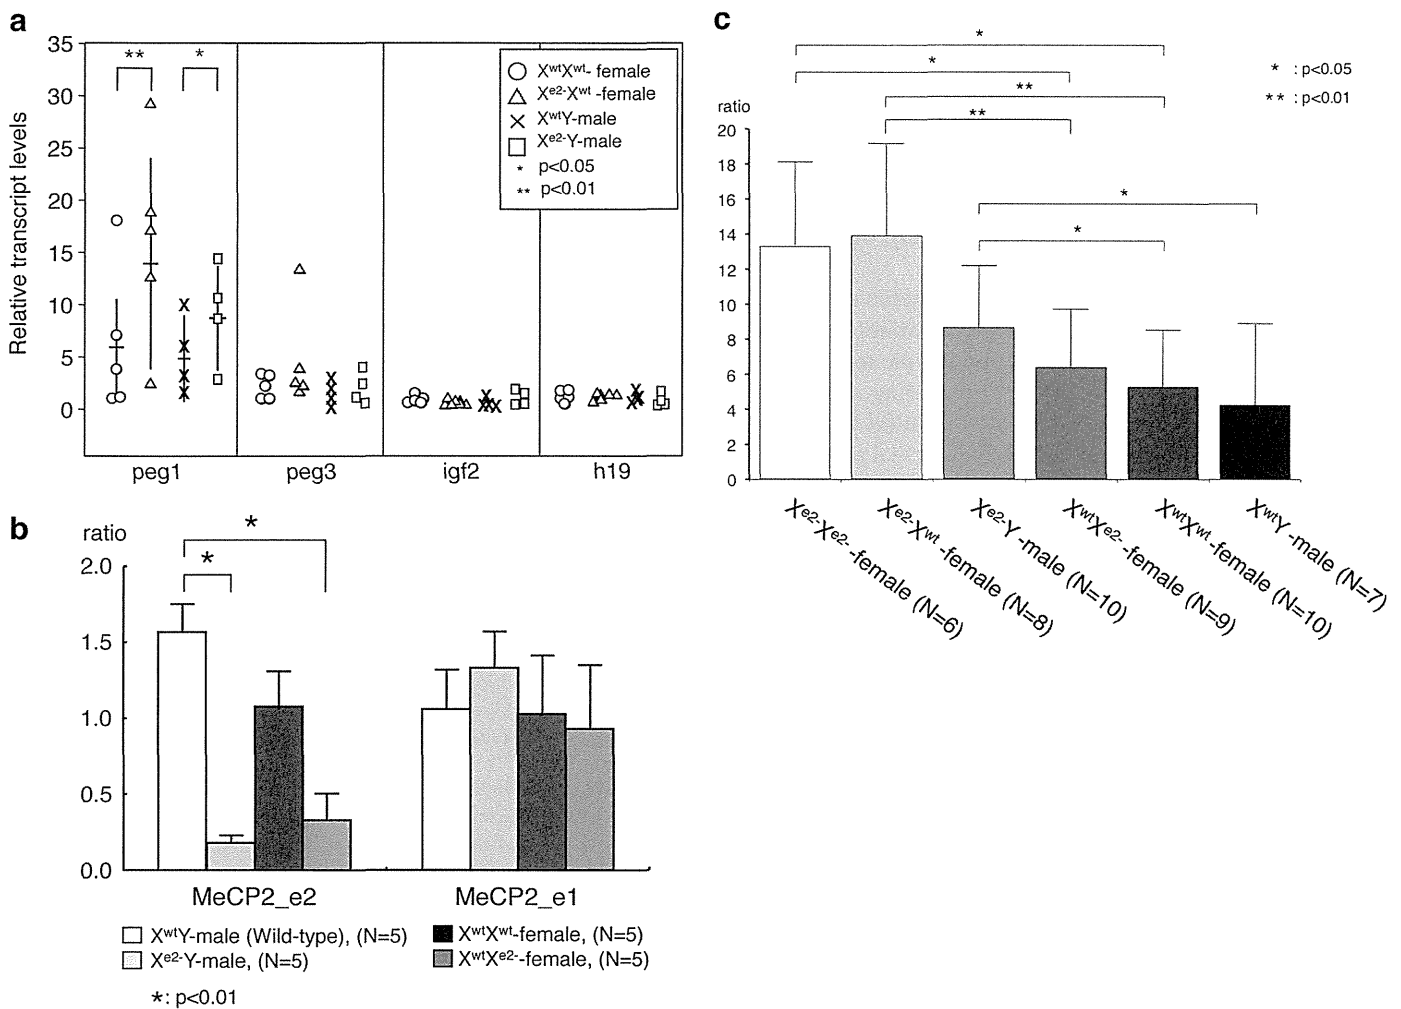 a
Relative transcript levels
35
30
25
20
15
10
5
0
**
*
XwtXwt- female
Xe2-Xwt -female
XwtY-male
Xe2-Y-male
* p<0.05
** p<0.01
peg1 peg3 igf2 h19
b
ratio
2.0
1.5
1.0
0.5
0.0
*
*
MeCP2_e2 MeCP2_e1
XwtY-male (Wild-type), (N=5)
Xe2-Y-male, (N=5)
XwtXwt-female, (N=5)
XwtXe2--female, (N=5)
*: p<0.01
c
* : p<0.05
** : p<0.01
ratio
20
18
16
14
12
10
8
6
4
2
0
*
*
**
**
*
*
Xe2-Xe2- -female (N=6)
Xe2-Xwt -female (N=8)
Xe2-Y -male (N=10)
XwtXe2- -female (N=9)
XwtXwt -female (N=10)
XwtY -male (N=7)